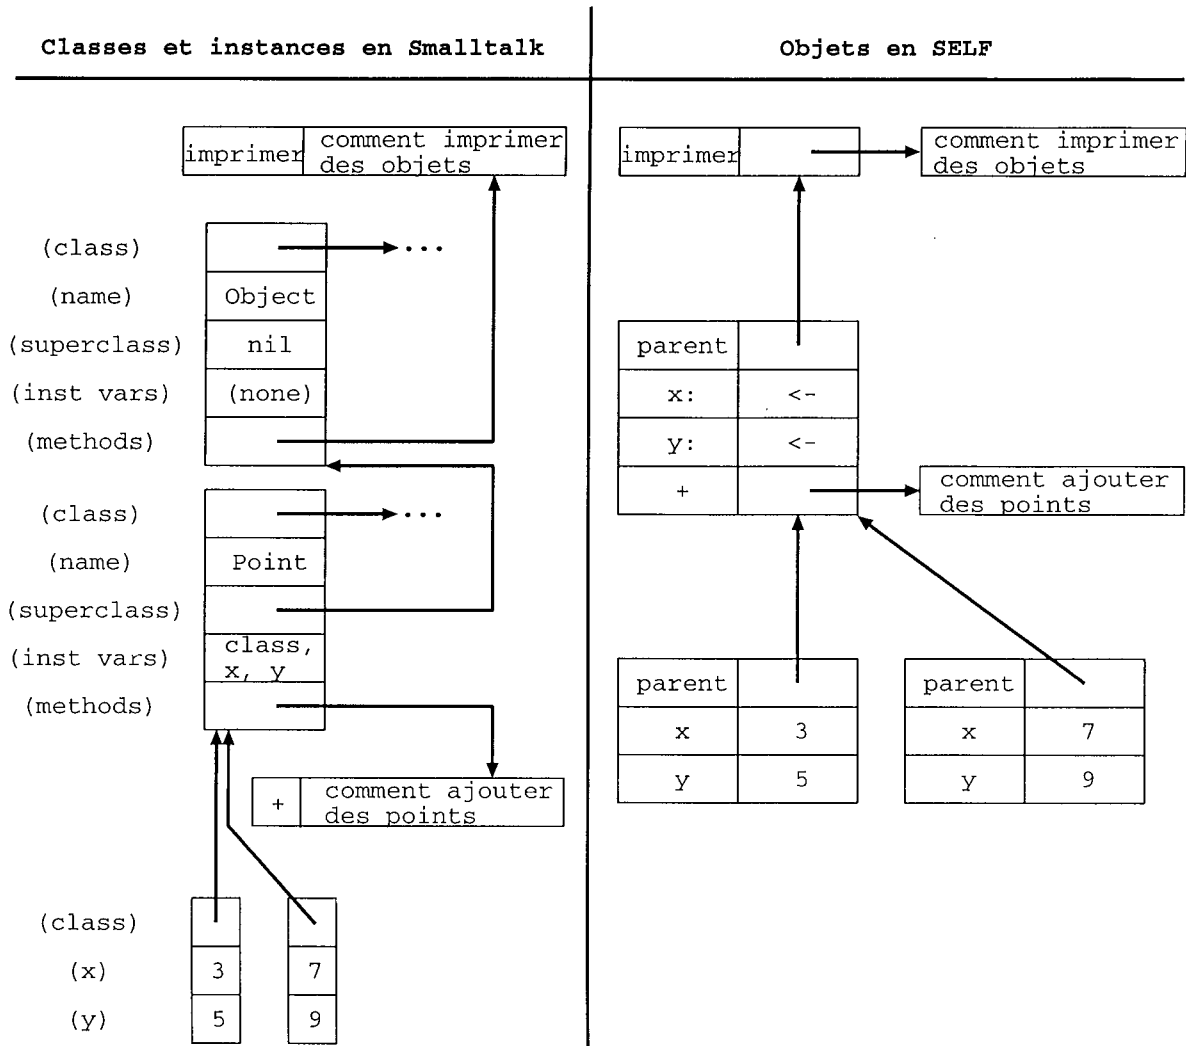 Classes et instances en Smalltalk
imprimer
comment imprimer
des objets
(class)
...
(name)
Object
(superclass)
nil
(inst vars)
(none)
(methods)
(class)
...
(name)
Point
(superclass)
(inst vars)
class,
x, y
(methods)
+
comment ajouter
des points
(class)
(x)
3
7
(y)
5
9
Objets en SELF
imprimer
comment imprimer
des objets
parent
x:
<-
y:
<-
+
comment ajouter
des points
parent
x
3
y
5
parent
x
7
y
9